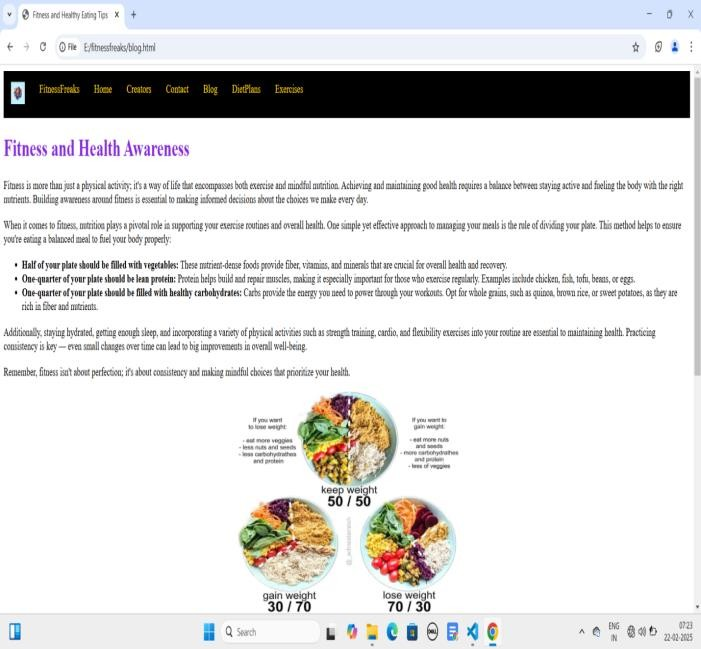 Fitness and Healthy Eating Tips
File E:/fitnessfreaks/blog.html
FitnessFreaks Home Creators Contact Blog DietPlans Exercises
Fitness and Health Awareness
Fitness is more than just a physical activity; it's a way of life that encompasses both exercise and mindful nutrition. Achieving and maintaining good health requires a balance between staying active and fueling the body with the right
nutrients. Building awareness around fitness is essential to making informed decisions about the choices we make every day.
When it comes to fitness, nutrition plays a pivotal role in supporting your exercise routines and overall health. One simple yet effective approach to managing your meals is the rule of dividing your plate. This method helps to ensure
you're eating a balanced meal to fuel your body properly:
• Half of your plate should be filled with vegetables: These nutrient-dense foods provide fiber, vitamins, and minerals that are crucial for overall health and recovery.
• One-quarter of your plate should be lean protein: Protein helps build and repair muscles, making it especially important for those who exercise regularly. Examples include chicken, fish, tofu, beans, or eggs.
• One-quarter of your plate should be filled with healthy carbohydrates: Carbs provide the energy you need to power through your workouts. Opt for whole grains, such as quinoa, brown rice, or sweet potatoes, as they are
rich in fiber and nutrients.
Additionally, staying hydrated, getting enough sleep, and incorporating a variety of physical activities such as strength training, cardio, and flexibility exercises into your routine are essential to maintaining health. Practicing
consistency is key — even small changes over time can lead to big improvements in overall well-being.
Remember, fitness isn't about perfection; it's about consistency and making mindful choices that prioritize your health.
If you want
to lose weight:
- eat more veggies
- less nuts and seeds
- less carbohydrathes
and protein
If you want to
gain weight:
- eat more nuts
and seeds
- more carbohydrathes
and protein
- less of veggies
keep weight
50 / 50
gain weight
30 / 70
lose weight
70 / 30
Search
DELL
ENG
IN
07:23
22-02-2025